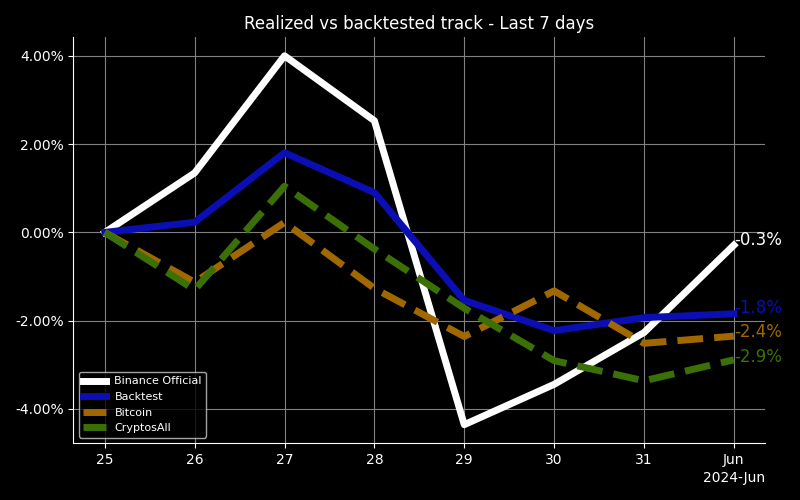 Realized vs backtested track - Last 7 days
4.00%
2.00%
0.00%
-2.00%
-4.00%
-0.3%
-1.8%
-2.4%
-2.9%
Binance Official
Backtest
Bitcoin
CryptosAll
25 26 27 28 29 30 31 Jun
2024-Jun